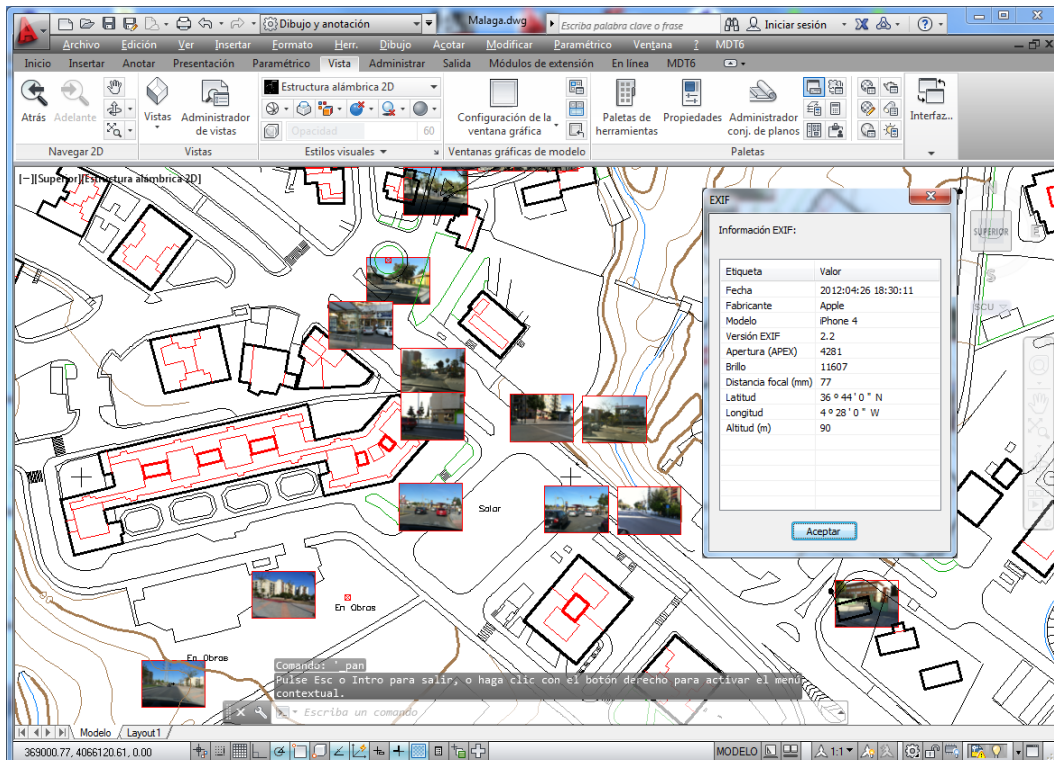 Dibujo y anotación
Malaga.dwg
Escriba palabra clave o frase
Iniciar sesión
Archivo Edición Ver Insertar Formato Herr. Dibujo Acotar Modificar Paramétrico Ventana ? MDT6
Inicio Insertar Anotar Presentación Paramétrico Vista Administrar Salida Módulos de extensión En línea MDT6
Atrás Adelante
Vistas
Administrador
de vistas
Estructura alámbrica 2D
Opacidad 60
Configuración de la
ventana gráfica
Paletas de
herramientas
Propiedades
Administrador
conj. de planos
Interfaz...
Navegar 2D Vistas Estilos visuales Ventanas gráficas de modelo Paletas
[−][Superior][Estructura alámbrica 2D]
SUPERIOR
S
SCU
EXIF
Información EXIF:
Etiqueta Valor
Fecha 2012:04:26 18:30:11
Fabricante Apple
Modelo iPhone 4
Versión EXIF 2.2
Apertura (APEX) 4281
Brillo 11607
Distancia focal (mm) 77
Latitud 36 º 44 ' 0 " N
Longitud 4 º 28 ' 0 " W
Altitud (m) 90
Aceptar
Solar
En Obras
En Obras
Comando: '_pan
Pulse Esc o Intro para salir, o haga clic con el botón derecho para activar el menú
contextual.
Escriba un comando
Modelo Layout1
369000.77, 4066120.61, 0.00
MODELO
1:1